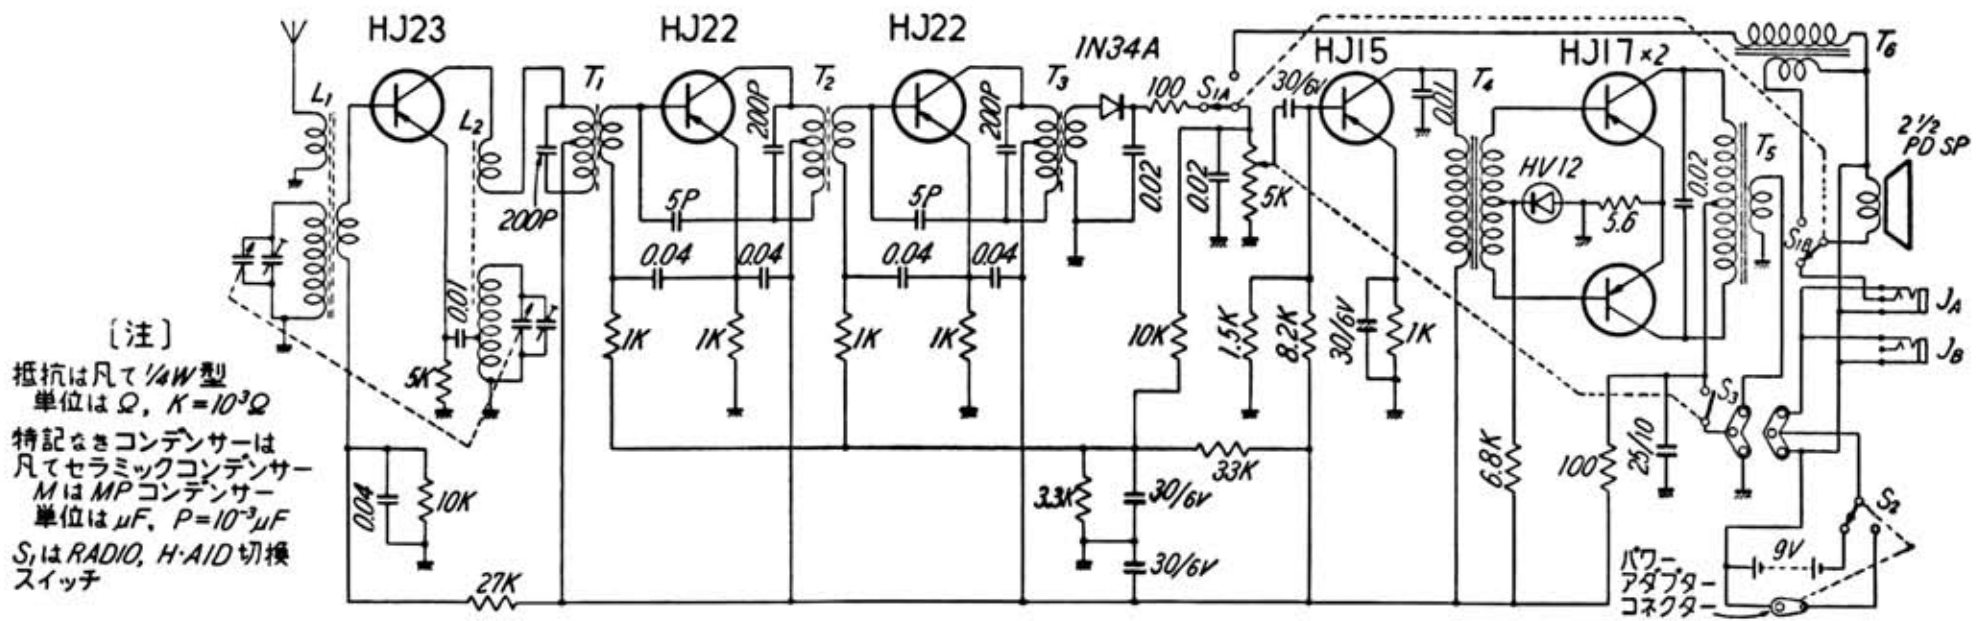 HJ23
HJ22
HJ22
1N34A
HJ15
HJ17×2
T6
L1
L2
T1
T2
T3
100
S1A
30/6V
0.01
T4
T5
2½
PD SP
200P
200P
200P
5P
5P
0.02
0.02
5K
HV12
5.6
0.02
S1B
0.04
0.04
0.04
0.04
0.01
JA
JB
1K
1K
1K
1K
10K
1.5K
8.2K
30/6V
1K
5K
S3
33K
6.8K
100
25/10
0.04
10K
3.3K
30/6V
30/6V
27K
S2
9V
パワー
アダプター
コネクター
[注]
抵抗は凡て1/4W型
単位はΩ, K=10³Ω
特記なきコンデンサーは
凡てセラミックコンデンサー
MはMPコンデンサー
単位はμF, P=10⁻³μF
S1はRADIO, H·AID切換
スイッチ